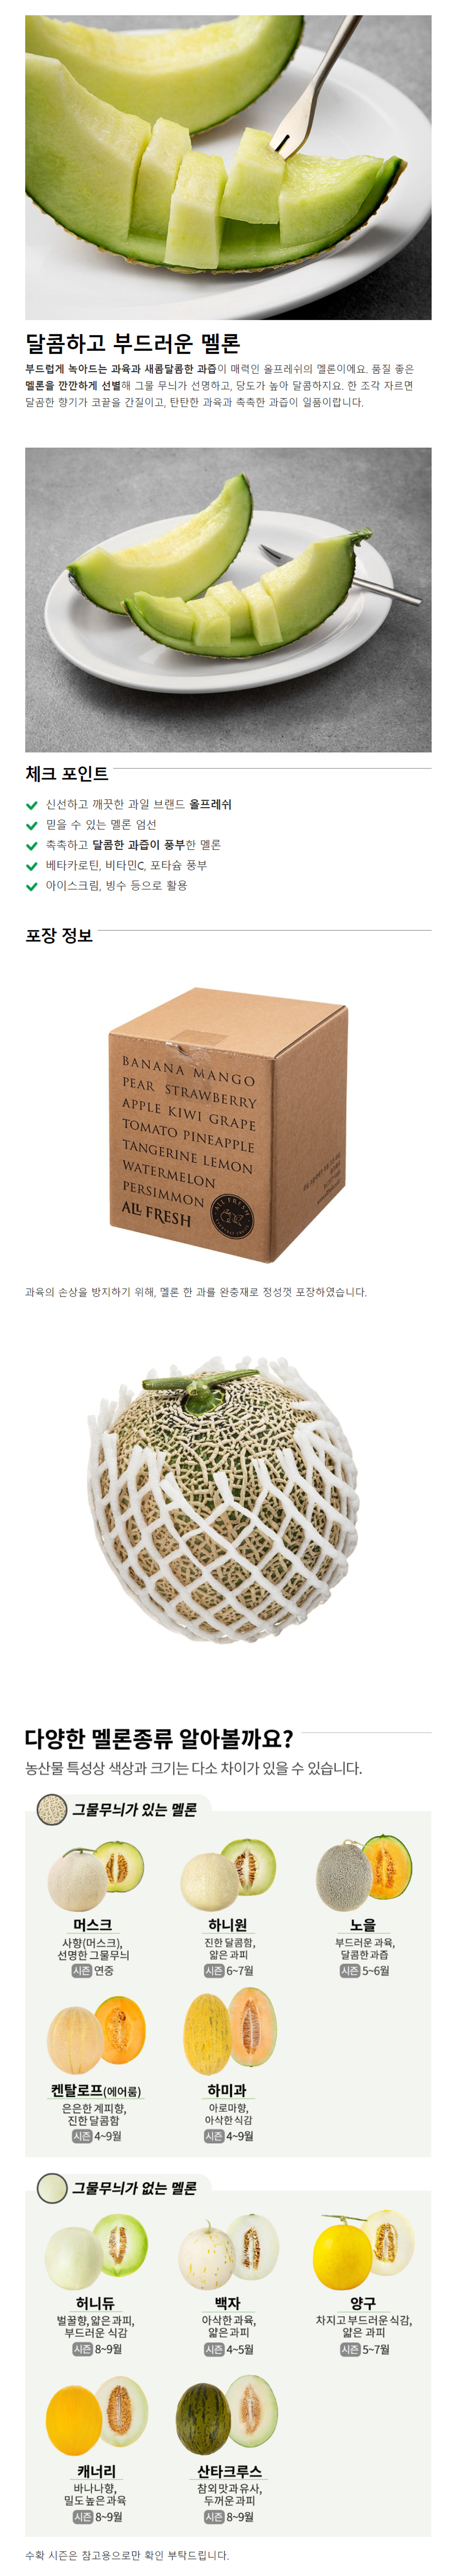 달콤하고 부드러운 멜론
부드럽게 녹아드는 과육과 새콤달콤한 과즙이 매력인 올프레쉬의 멜론이에요. 품질 좋은
멜론을 깐깐하게 선별해 그물 무늬가 선명하고, 당도가 높아 달콤하지요. 한 조각 자르면
달콤한 향기가 코끝을 간질이고, 탄탄한 과육과 촉촉한 과즙이 일품이랍니다.
체크 포인트
신선하고 깨끗한 과일 브랜드 올프레쉬
믿을 수 있는 멜론 엄선
촉촉하고 달콤한 과즙이 풍부한 멜론
베타카로틴, 비타민C, 포타슘 풍부
아이스크림, 빙수 등으로 활용
포장 정보
BANANA MANGO
PEAR STRAWBERRY
APPLE KIWI GRAPE
TOMATO PINEAPPLE
TANGERINE LEMON
WATERMELON
PERSIMMON
ALL FRESH
ALL FRESH
과육의 손상을 방지하기 위해, 멜론 한 과를 완충재로 정성껏 포장하였습니다.
다양한 멜론종류 알아볼까요?
농산물 특성상 색상과 크기는 다소 차이가 있을 수 있습니다.
그물무늬가 있는 멜론
머스크
사향(머스크),
선명한 그물무늬
시즌 연중
하니원
진한 달콤함,
얇은 과피
시즌 6~7월
노을
부드러운 과육,
달콤한 과즙
시즌 5~6월
켄탈로프(에어룸)
은은한 계피향,
진한 달콤함
시즌 4~9월
하미과
아로마향,
아삭한 식감
시즌 4~9월
그물무늬가 없는 멜론
허니듀
벌꿀향, 얇은 과피,
부드러운 식감
시즌 8~9월
백자
아삭한 과육,
얇은 과피
시즌 4~5월
양구
차지고 부드러운 식감,
얇은 과피
시즌 5~7월
캐너리
바나나향,
밀도 높은 과육
시즌 8~9월
산타크루스
참외 맛과 유사,
두꺼운 과피
시즌 8~9월
수확 시즌은 참고용으로만 확인 부탁드립니다.